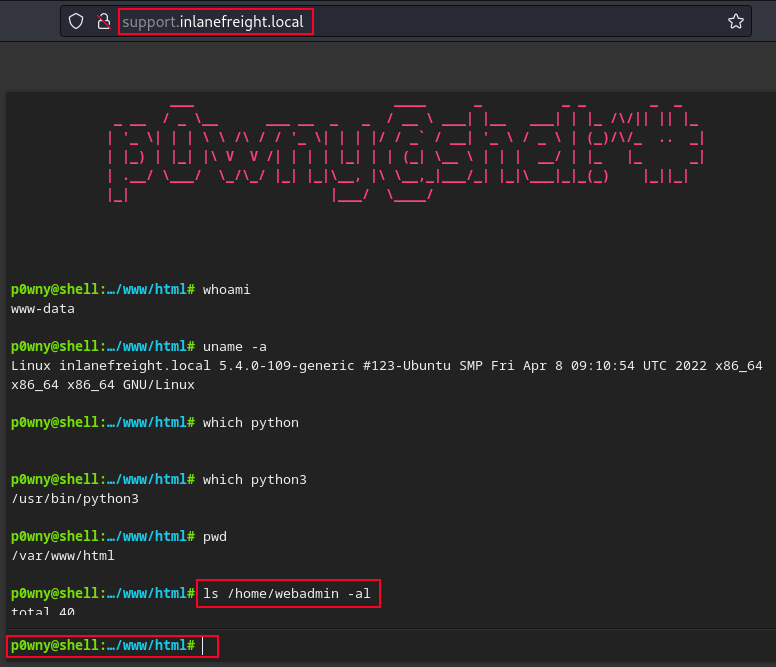 support.inlanefreight.local
p0wny@shell:…/www/html# whoami
www-data
p0wny@shell:…/www/html# uname -a
Linux inlanefreight.local 5.4.0-109-generic #123-Ubuntu SMP Fri Apr 8 09:10:54 UTC 2022 x86_64
x86_64 x86_64 GNU/Linux
p0wny@shell:…/www/html# which python
p0wny@shell:…/www/html# which python3
/usr/bin/python3
p0wny@shell:…/www/html# pwd
/var/www/html
p0wny@shell:…/www/html# ls /home/webadmin -al
total 40
p0wny@shell:…/www/html#